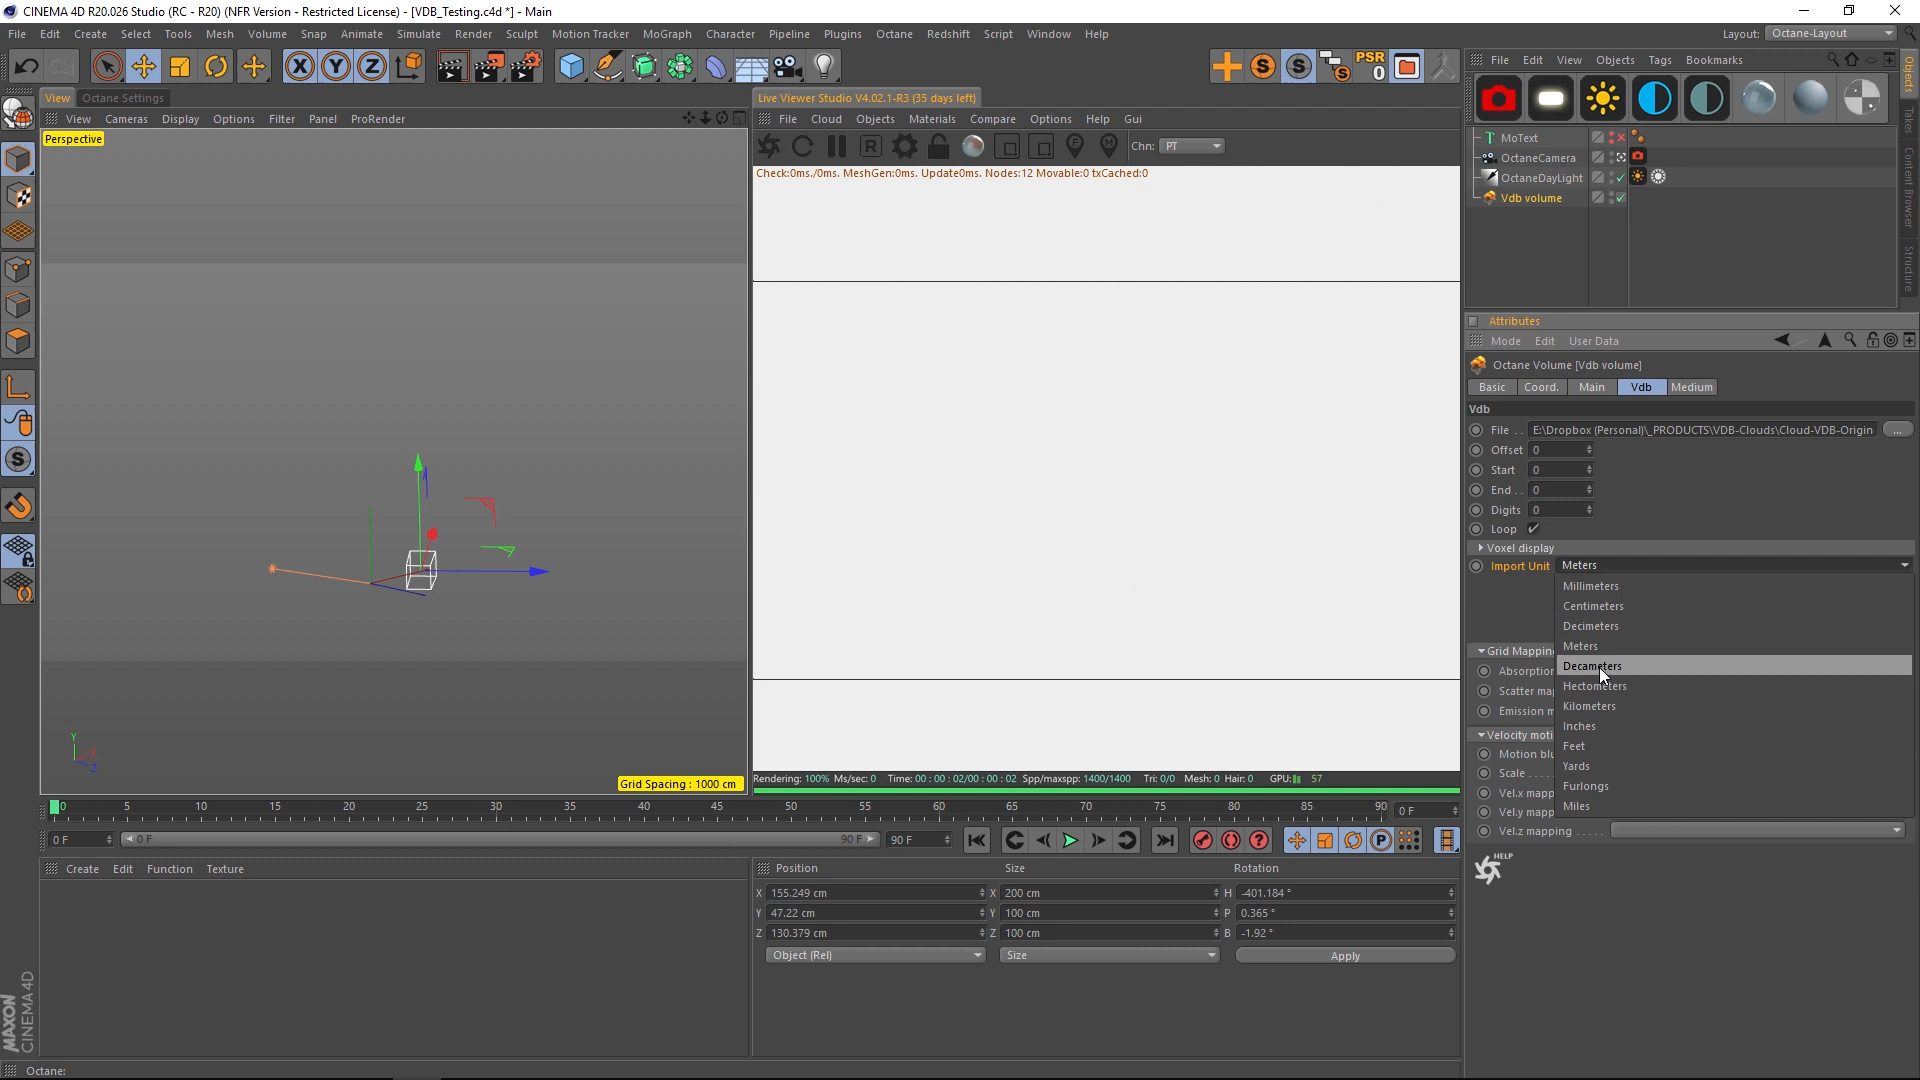 CINEMA 4D R20.026 Studio (RC - R20) (NFR Version - Restricted License) - [VDB_Testing.c4d *] - Main
File Edit Create Select Tools Mesh Volume Snap Animate Simulate Render Sculpt Motion Tracker MoGraph Character Pipeline Plugins Octane Redshift Script Window Help
Layout: Octane-Layout
X Y Z
S S PSR 0
View Octane Settings
View Cameras Display Options Filter Panel ProRender
Perspective
Y
X
Z
Grid Spacing : 1000 cm
Live Viewer Studio V4.02.1-R3 (35 days left)
File Cloud Objects Materials Compare Options Help Gui
R F M Chn: PT
Check:0ms./0ms. MeshGen:0ms. Update0ms. Nodes:12 Movable:0 txCached:0
Rendering: 100% Ms/sec: 0 Time: 00 : 00 : 02/00 : 00 : 02 Spp/maxspp: 1400/1400 Tri: 0/0 Mesh: 0 Hair: 0 GPU: 57
File Edit View Objects Tags Bookmarks
MoText
OctaneCamera
OctaneDayLight
Vdb volume
Objects
Takes
Content Browser
Structure
Attributes
Mode Edit User Data
Octane Volume [Vdb volume]
Basic Coord. Main Vdb Medium
Vdb
File . . E:\Dropbox (Personal)\_PRODUCTS\VDB-Clouds\Cloud-VDB-Origin ...
Offset 0
Start 0
End . . 0
Digits 0
Loop
Voxel display
Import Unit Meters
Millimeters
Centimeters
Decimeters
Meters
Decameters
Hectometers
Kilometers
Inches
Feet
Yards
Furlongs
Miles
Grid Mapping
Absorption
Scatter ma
Emission m
Velocity moti
Motion blu
Scale . . . .
Vel.x mapp
Vel.y mapp
Vel.z mapping . . . . .
HELP
0 5 10 15 20 25 30 35 40 45 50 55 60 65 70 75 80 85 90 0 F
0 F 0 F 90 F 90 F
P
Create Edit Function Texture
Position Size Rotation
X 155.249 cm X 200 cm H -401.184 °
Y 47.22 cm Y 100 cm P 0.365 °
Z 130.379 cm Z 100 cm B -1.92 °
Object (Rel) Size Apply
MAXON
CINEMA 4D
Octane: